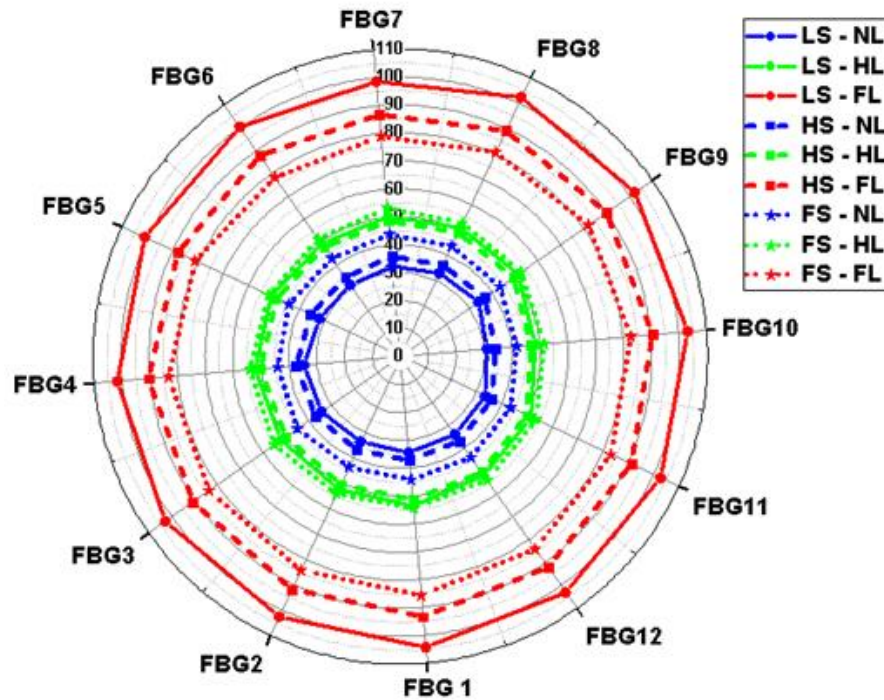 FBG7
FBG8
FBG6
FBG9
FBG5
FBG10
FBG4
FBG11
FBG3
FBG12
FBG2
FBG 1
110
100
90
80
70
60
50
40
30
20
10
0
LS - NL
LS - HL
LS - FL
HS - NL
HS - HL
HS - FL
FS - NL
FS - HL
FS - FL